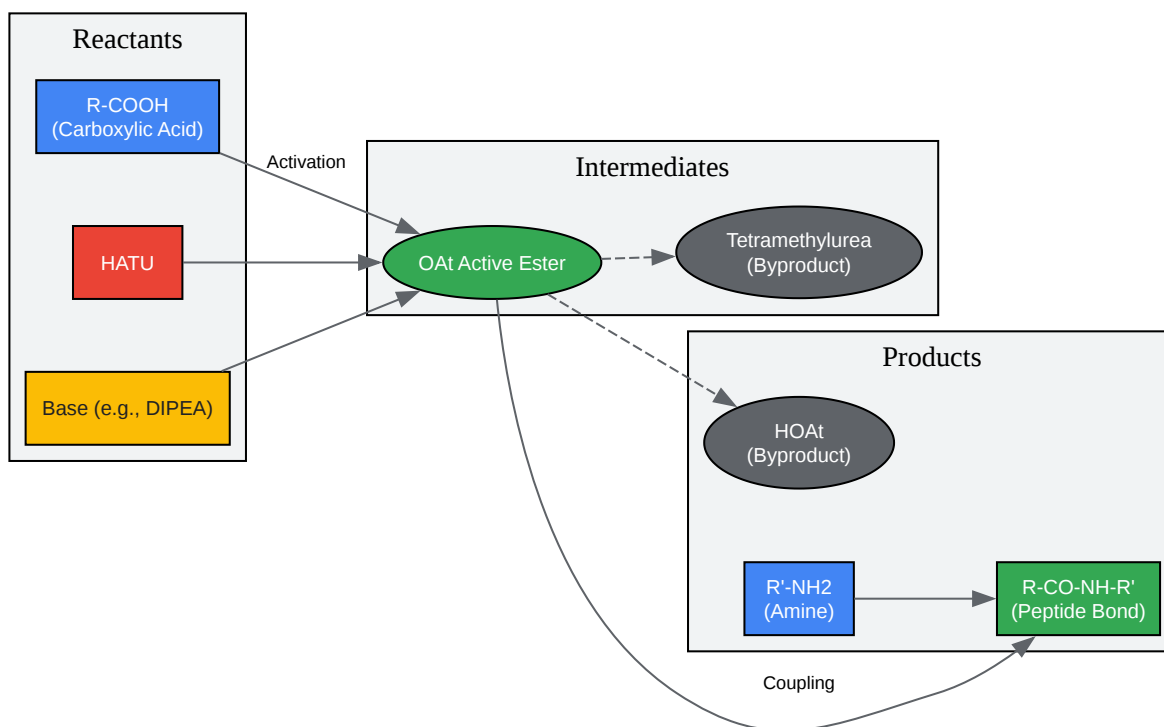 Reactants
R-COOH
(Carboxylic Acid)
HATU
Base (e.g., DIPEA)
Activation
Intermediates
OAt Active Ester
Tetramethylurea
(Byproduct)
Products
HOAt
(Byproduct)
R'-NH2
(Amine)
R-CO-NH-R'
(Peptide Bond)
Coupling